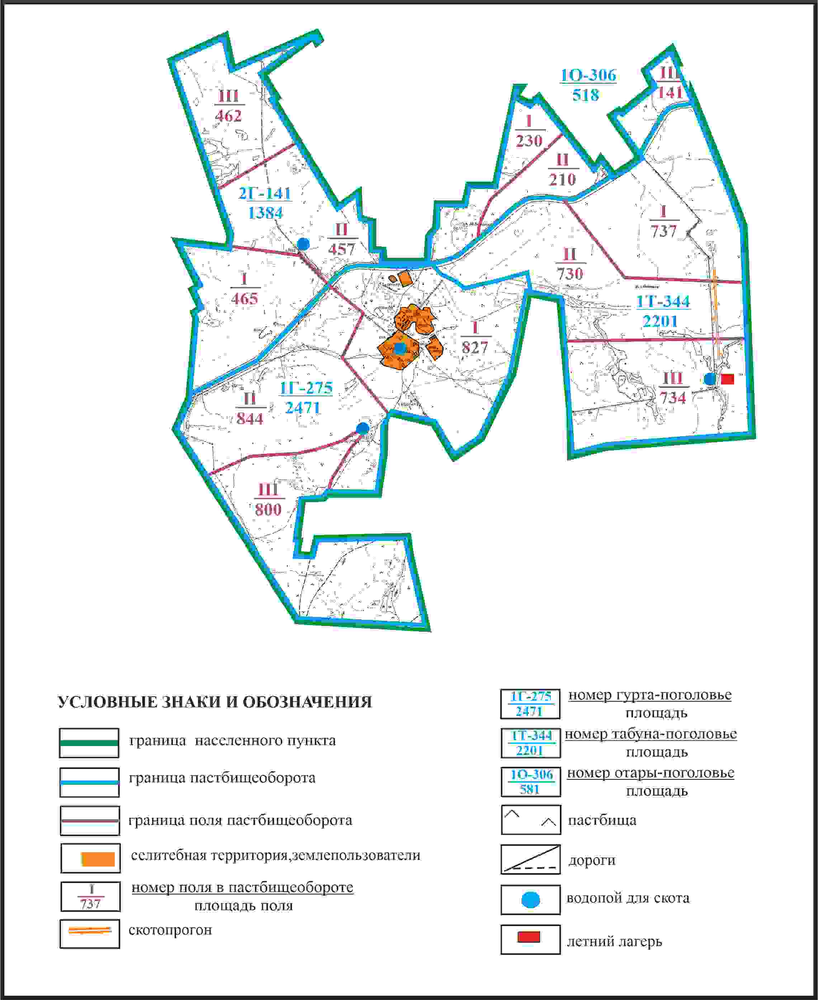 1О-306
518
III
141
III
462
I
230
II
210
2Г-141
1384
I
737
II
457
II
730
I
465
1Т-344
2201
I
827
III
734
1Г-275
2471
II
844
III
800
УСЛОВНЫЕ ЗНАКИ И ОБОЗНАЧЕНИЯ
граница населенного пункта
граница пастбищеоборота
граница поля пастбищеоборота
селитебная территория,землепользователи
I
737
номер поля в пастбищеобороте
площадь поля
скотопрогон
1Г-275
2471
номер гурта-поголовье
площадь
1Т-344
2201
номер табуна-поголовье
площадь
1О-306
581
номер отары-поголовье
площадь
пастбища
дороги
водопой для скота
летний лагерь